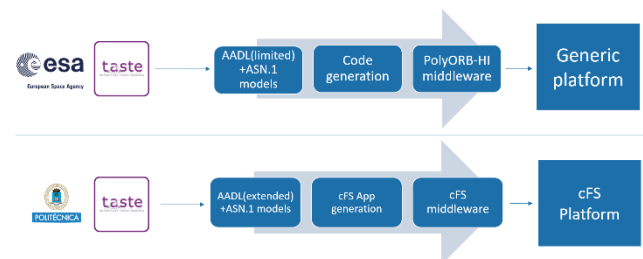 esa
European Space Agency
taste
AADL(limited)
+ASN.1
models
Code
generation
PolyORB-HI
middleware
Generic
platform
POLITÉCNICA
taste
AADL(extended)
+ASN.1 models
cFS App
generation
cFS
middleware
cFS
Platform